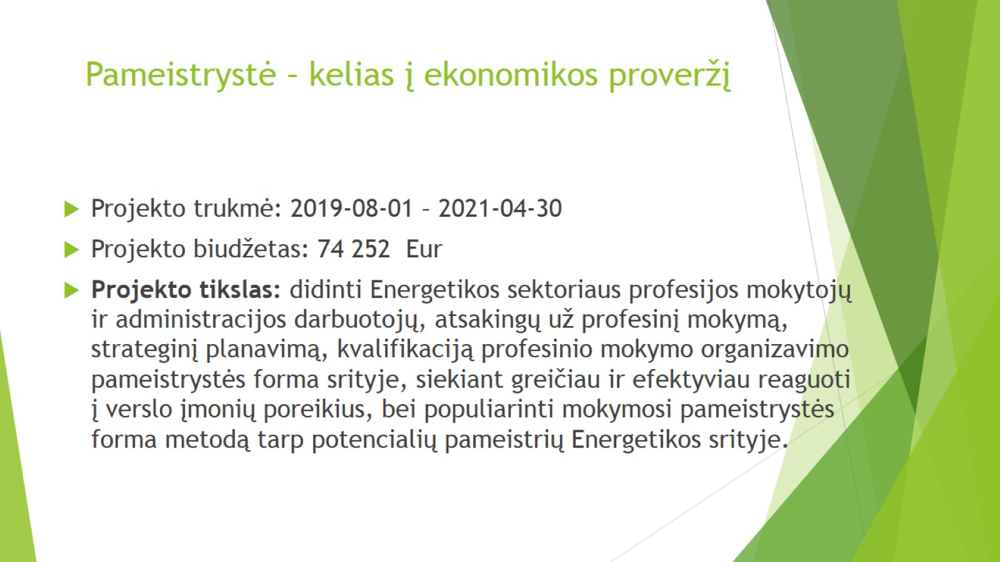 Pameistrystė – kelias į ekonomikos proveržį
Projekto trukmė: 2019-08-01 – 2021-04-30
Projekto biudžetas: 74 252 Eur
Projekto tikslas: didinti Energetikos sektoriaus profesijos mokytojų
ir administracijos darbuotojų, atsakingų už profesinį mokymą,
strateginį planavimą, kvalifikaciją profesinio mokymo organizavimo
pameistrystės forma srityje, siekiant greičiau ir efektyviau reaguoti
į verslo įmonių poreikius, bei populiarinti mokymosi pameistrystės
forma metodą tarp potencialių pameistrių Energetikos srityje.